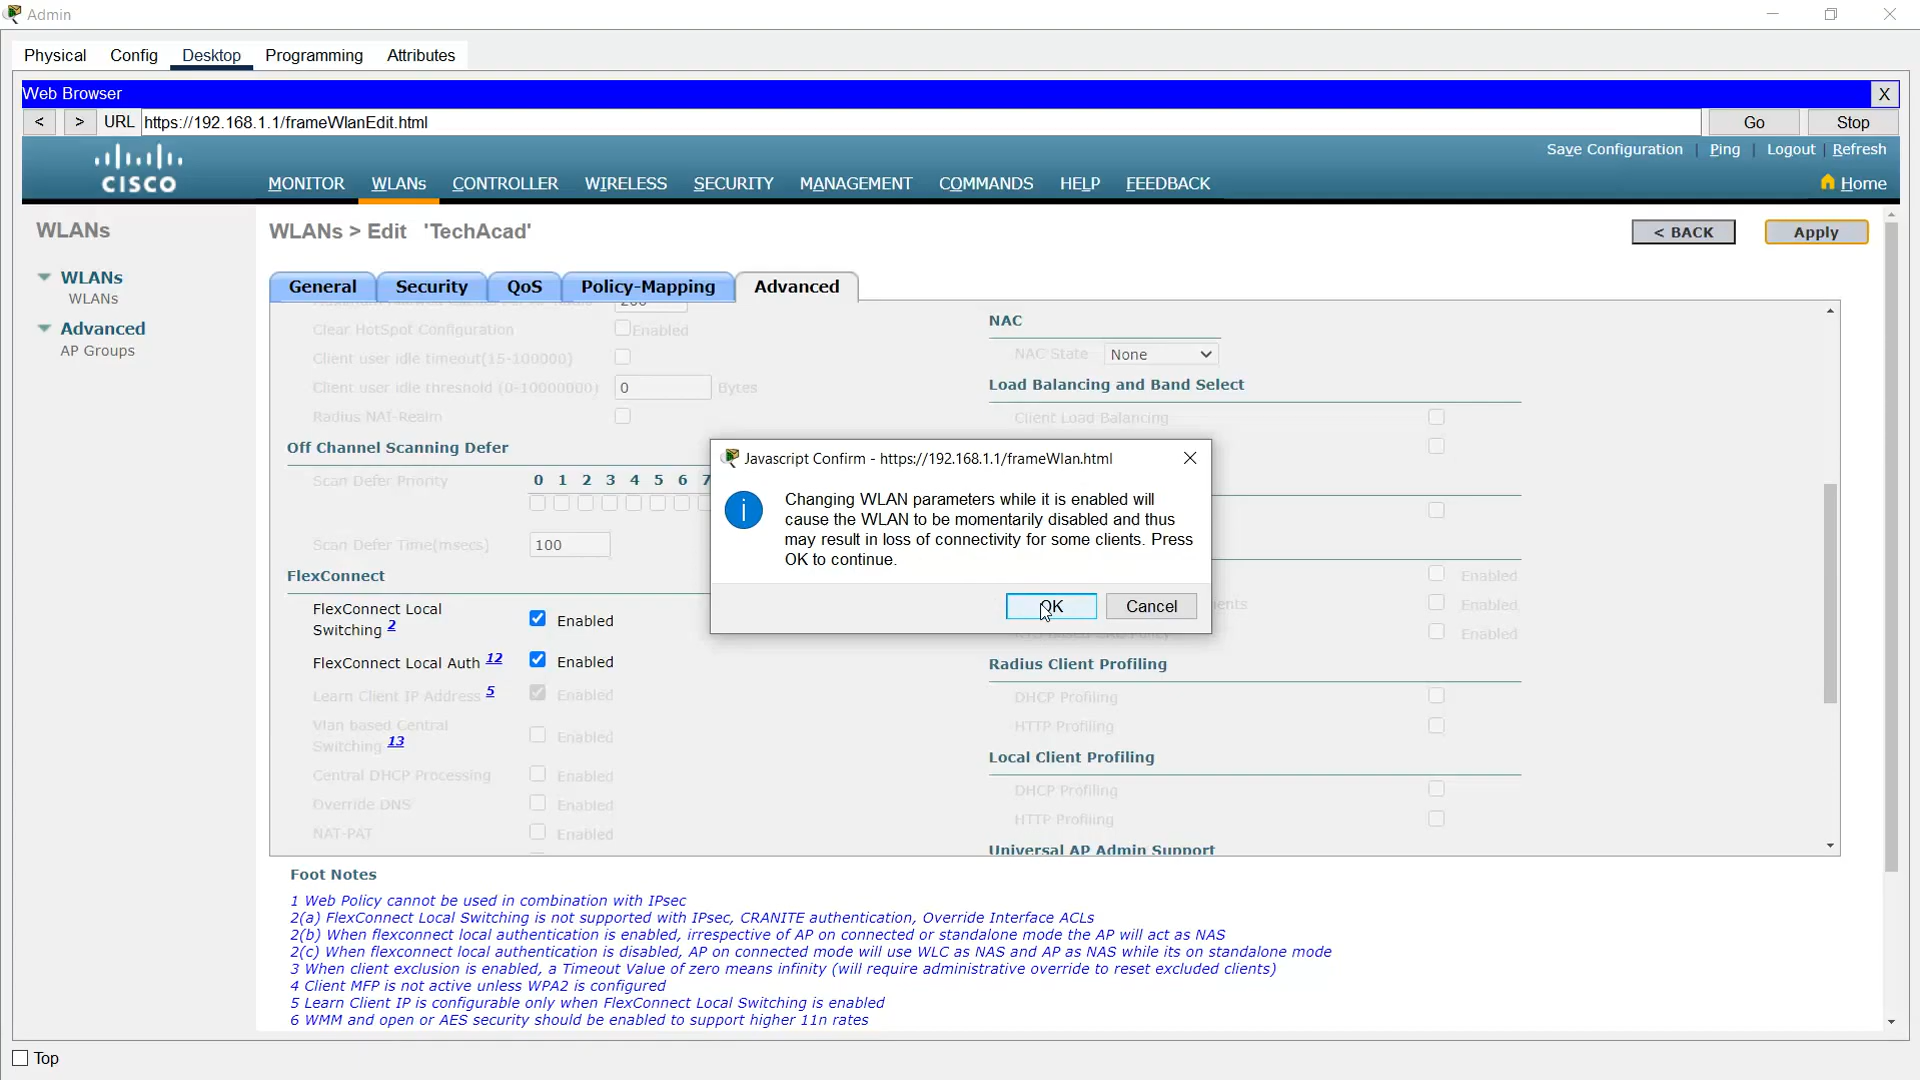 Admin
Physical Config Desktop Programming Attributes
Web Browser X
< > URL https://192.168.1.1/frameWlanEdit.html Go Stop
Save Configuration | Ping | Logout | Refresh
CISCO MONITOR WLANs CONTROLLER WIRELESS SECURITY MANAGEMENT COMMANDS HELP FEEDBACK Home
WLANs
WLANs
WLANs
Advanced
AP Groups
WLANs > Edit 'TechAcad' < BACK Apply
General Security QoS Policy-Mapping Advanced
Clear HotSpot Configuration Enabled
Client user idle timeout(15-100000)
Client user idle threshold (0-10000000) 0 Bytes
Radius NAI-Realm
Off Channel Scanning Defer
Scan Defer Priority 0 1 2 3 4 5 6 7
Scan Defer Time(msecs) 100
FlexConnect
FlexConnect Local
Switching 2 Enabled
FlexConnect Local Auth 12 Enabled
Learn Client IP Address 5 Enabled
Vlan based Central
Switching 13 Enabled
Central DHCP Processing Enabled
Override DNS Enabled
NAT-PAT Enabled
NAC
NAC State None
Load Balancing and Band Select
Client Load Balancing
Enabled
Enabled
Enabled
Radius Client Profiling
DHCP Profiling
HTTP Profiling
Local Client Profiling
DHCP Profiling
HTTP Profiling
Universal AP Admin Support
Javascript Confirm - https://192.168.1.1/frameWlan.html
Changing WLAN parameters while it is enabled will
cause the WLAN to be momentarily disabled and thus
may result in loss of connectivity for some clients. Press
OK to continue.
OK Cancel
Foot Notes
1 Web Policy cannot be used in combination with IPsec
2(a) FlexConnect Local Switching is not supported with IPsec, CRANITE authentication, Override Interface ACLs
2(b) When flexconnect local authentication is enabled, irrespective of AP on connected or standalone mode the AP will act as NAS
2(c) When flexconnect local authentication is disabled, AP on connected mode will use WLC as NAS and AP as NAS while its on standalone mode
3 When client exclusion is enabled, a Timeout Value of zero means infinity (will require administrative override to reset excluded clients)
4 Client MFP is not active unless WPA2 is configured
5 Learn Client IP is configurable only when FlexConnect Local Switching is enabled
6 WMM and open or AES security should be enabled to support higher 11n rates
Top